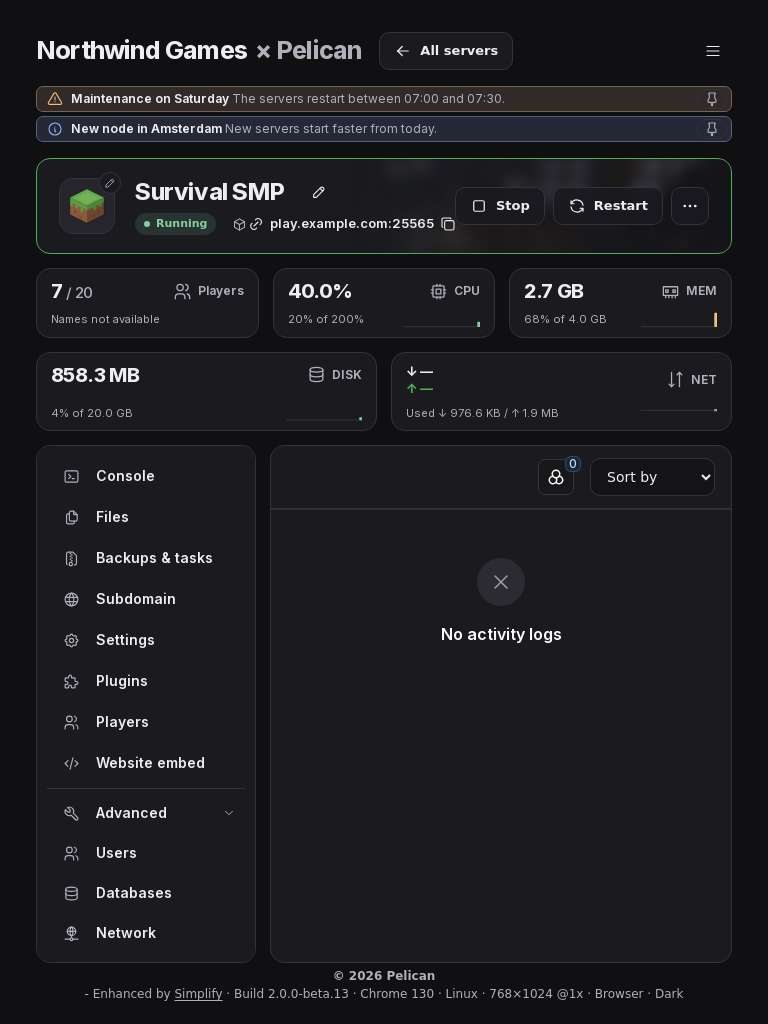 Northwind Games × Pelican
All servers
Maintenance on Saturday The servers restart between 07:00 and 07:30.
New node in Amsterdam New servers start faster from today.
Survival SMP
Running
play.example.com:25565
Stop
Restart
7 / 20
Players
Names not available
40.0%
CPU
20% of 200%
2.7 GB
MEM
68% of 4.0 GB
858.3 MB
DISK
4% of 20.0 GB
↓ —
↑ —
NET
Used ↓ 976.6 KB / ↑ 1.9 MB
Console
Files
Backups & tasks
Subdomain
Settings
Plugins
Players
Website embed
Advanced
Users
Databases
Network
0
Sort by
No activity logs
© 2026 Pelican
- Enhanced by Simplify · Build 2.0.0-beta.13 · Chrome 130 · Linux · 768×1024 @1x · Browser · Dark